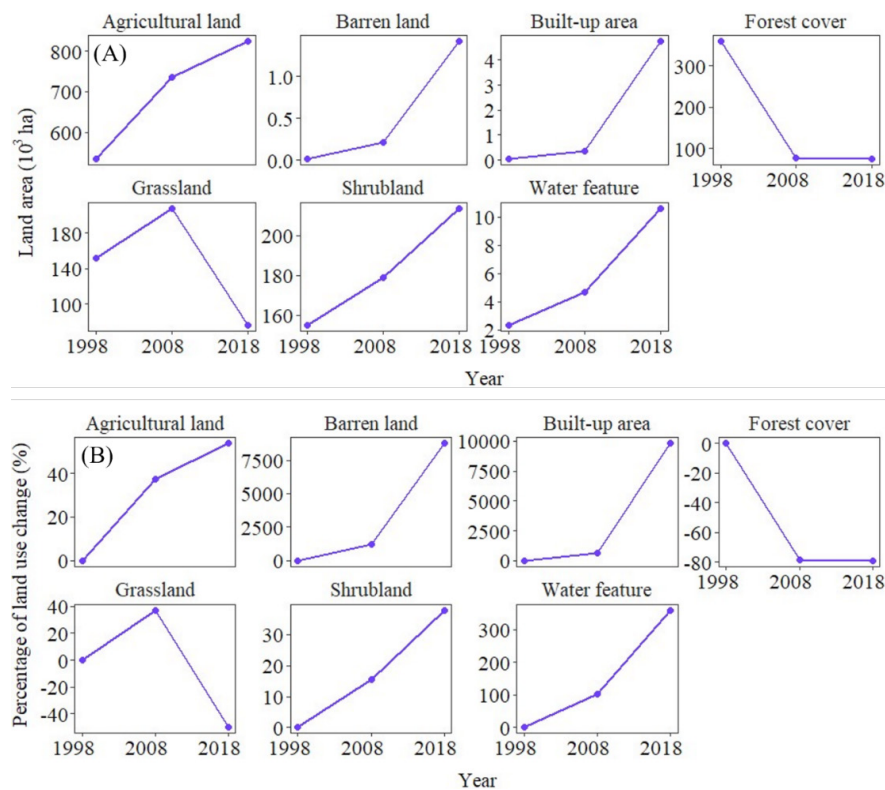 Agricultural land
Barren land
Built-up area
Forest cover
(A)
800
700
600
1.0
0.5
0.0
4
3
2
1
0
300
200
100
1998 2008 2018
Land area (10³ ha)
Grassland
Shrubland
Water feature
180
140
100
200
180
160
10
8
6
4
2
1998 2008 2018
1998 2008 2018
1998 2008 2018
Year
Agricultural land
Barren land
Built-up area
Forest cover
(B)
40
20
0
7500
5000
2500
0
10000
7500
5000
2500
0
0
-20
-40
-60
-80
1998 2008 2018
Percentage of land use change (%)
Grassland
Shrubland
Water feature
40
20
0
-20
-40
30
20
10
0
300
200
100
0
1998 2008 2018
1998 2008 2018
1998 2008 2018
Year